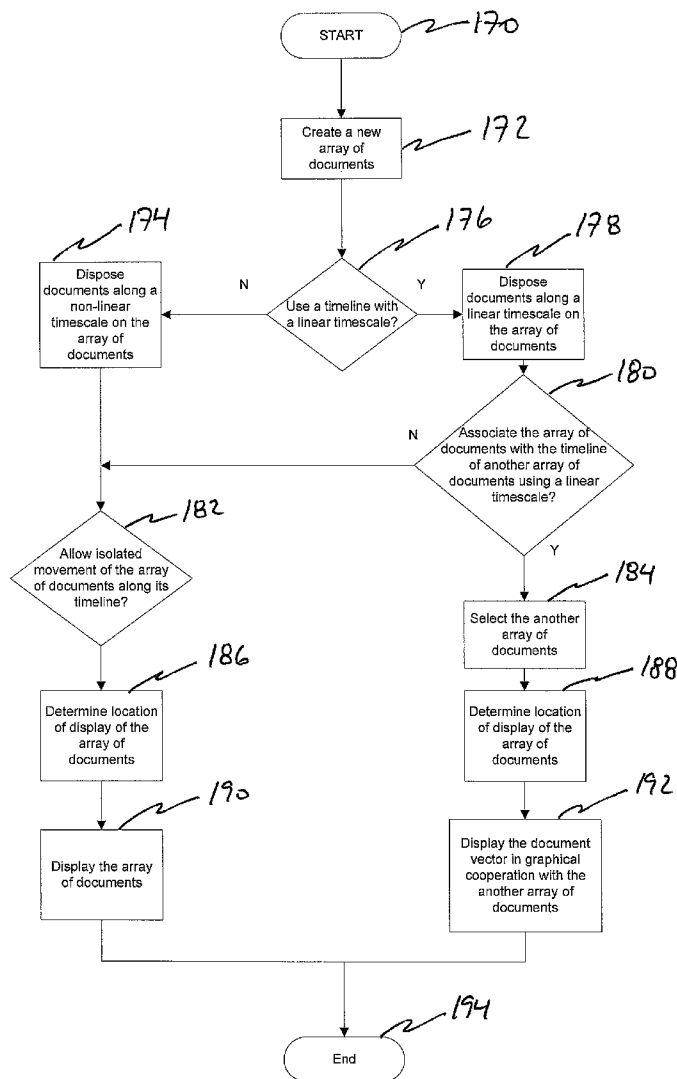 START
170
Create a new
array of
documents
172
174
176
178
Dispose
documents along a
non-linear
timescale on the
array of
documents
N
Use a timeline with
a linear timescale?
Y
Dispose
documents along a
linear timescale on
the array of
documents
180
N
Associate the array of
documents with the timeline
of another array of
documents using a linear
timescale?
Y
182
Allow isolated
movement of the array
of documents along its
timeline?
184
Select the another
array of
documents
186
Determine location
of display of the
array of
documents
188
Determine location
of display of the
array of
documents
190
Display the array
of documents
192
Display the document
vector in graphical
cooperation with the
another array of
documents
194
End